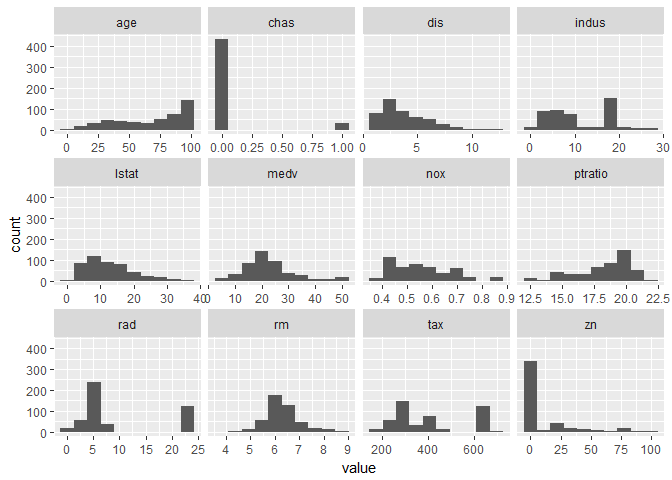 age chas dis indus
400
300
200
100
0
0 25 50 75 100 0.00 0.25 0.50 0.75 1.00 0 5 10 0 10 20 30
lstat medv nox ptratio
400
300
200
100
0
0 10 20 30 40 10 20 30 40 50 0.4 0.5 0.6 0.7 0.8 0.9 12.5 15.0 17.5 20.0 22.5
rad rm tax zn
400
300
200
100
0
0 5 10 15 20 25 4 5 6 7 8 9 200 400 600 0 25 50 75 100
count
value